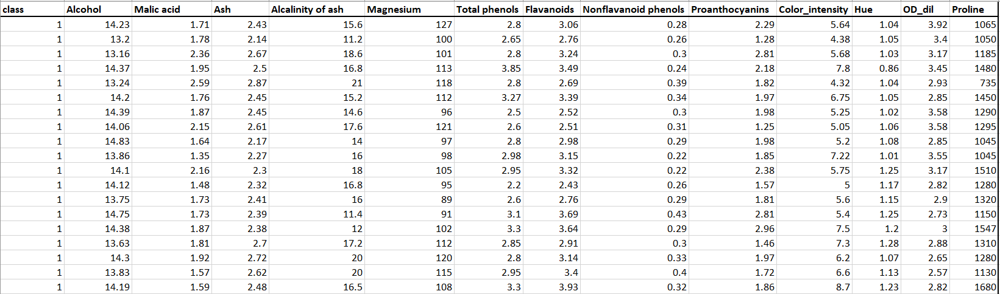 class Alcohol Malic acid Ash Alcalinity of ash Magnesium Total phenols Flavanoids Nonflavanoid phenols Proanthocyanins Color_intensity Hue OD_dil Proline
1 14.23 1.71 2.43 15.6 127 2.8 3.06 0.28 2.29 5.64 1.04 3.92 1065
1 13.2 1.78 2.14 11.2 100 2.65 2.76 0.26 1.28 4.38 1.05 3.4 1050
1 13.16 2.36 2.67 18.6 101 2.8 3.24 0.3 2.81 5.68 1.03 3.17 1185
1 14.37 1.95 2.5 16.8 113 3.85 3.49 0.24 2.18 7.8 0.86 3.45 1480
1 13.24 2.59 2.87 21 118 2.8 2.69 0.39 1.82 4.32 1.04 2.93 735
1 14.2 1.76 2.45 15.2 112 3.27 3.39 0.34 1.97 6.75 1.05 2.85 1450
1 14.39 1.87 2.45 14.6 96 2.5 2.52 0.3 1.98 5.25 1.02 3.58 1290
1 14.06 2.15 2.61 17.6 121 2.6 2.51 0.31 1.25 5.05 1.06 3.58 1295
1 14.83 1.64 2.17 14 97 2.8 2.98 0.29 1.98 5.2 1.08 2.85 1045
1 13.86 1.35 2.27 16 98 2.98 3.15 0.22 1.85 7.22 1.01 3.55 1045
1 14.1 2.16 2.3 18 105 2.95 3.32 0.22 2.38 5.75 1.25 3.17 1510
1 14.12 1.48 2.32 16.8 95 2.2 2.43 0.26 1.57 5 1.17 2.82 1280
1 13.75 1.73 2.41 16 89 2.6 2.76 0.29 1.81 5.6 1.15 2.9 1320
1 14.75 1.73 2.39 11.4 91 3.1 3.69 0.43 2.81 5.4 1.25 2.73 1150
1 14.38 1.87 2.38 12 102 3.3 3.64 0.29 2.96 7.5 1.2 3 1547
1 13.63 1.81 2.7 17.2 112 2.85 2.91 0.3 1.46 7.3 1.28 2.88 1310
1 14.3 1.92 2.72 20 120 2.8 3.14 0.33 1.97 6.2 1.07 2.65 1280
1 13.83 1.57 2.62 20 115 2.95 3.4 0.4 1.72 6.6 1.13 2.57 1130
1 14.19 1.59 2.48 16.5 108 3.3 3.93 0.32 1.86 8.7 1.23 2.82 1680